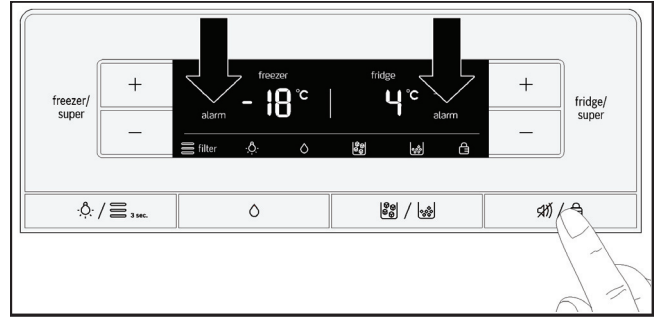 freezer/
super
+
−
freezer
alarm
-18 °C
fridge
4 °C
alarm
filter
+
−
fridge/
super
/ 3 sec.
/
/